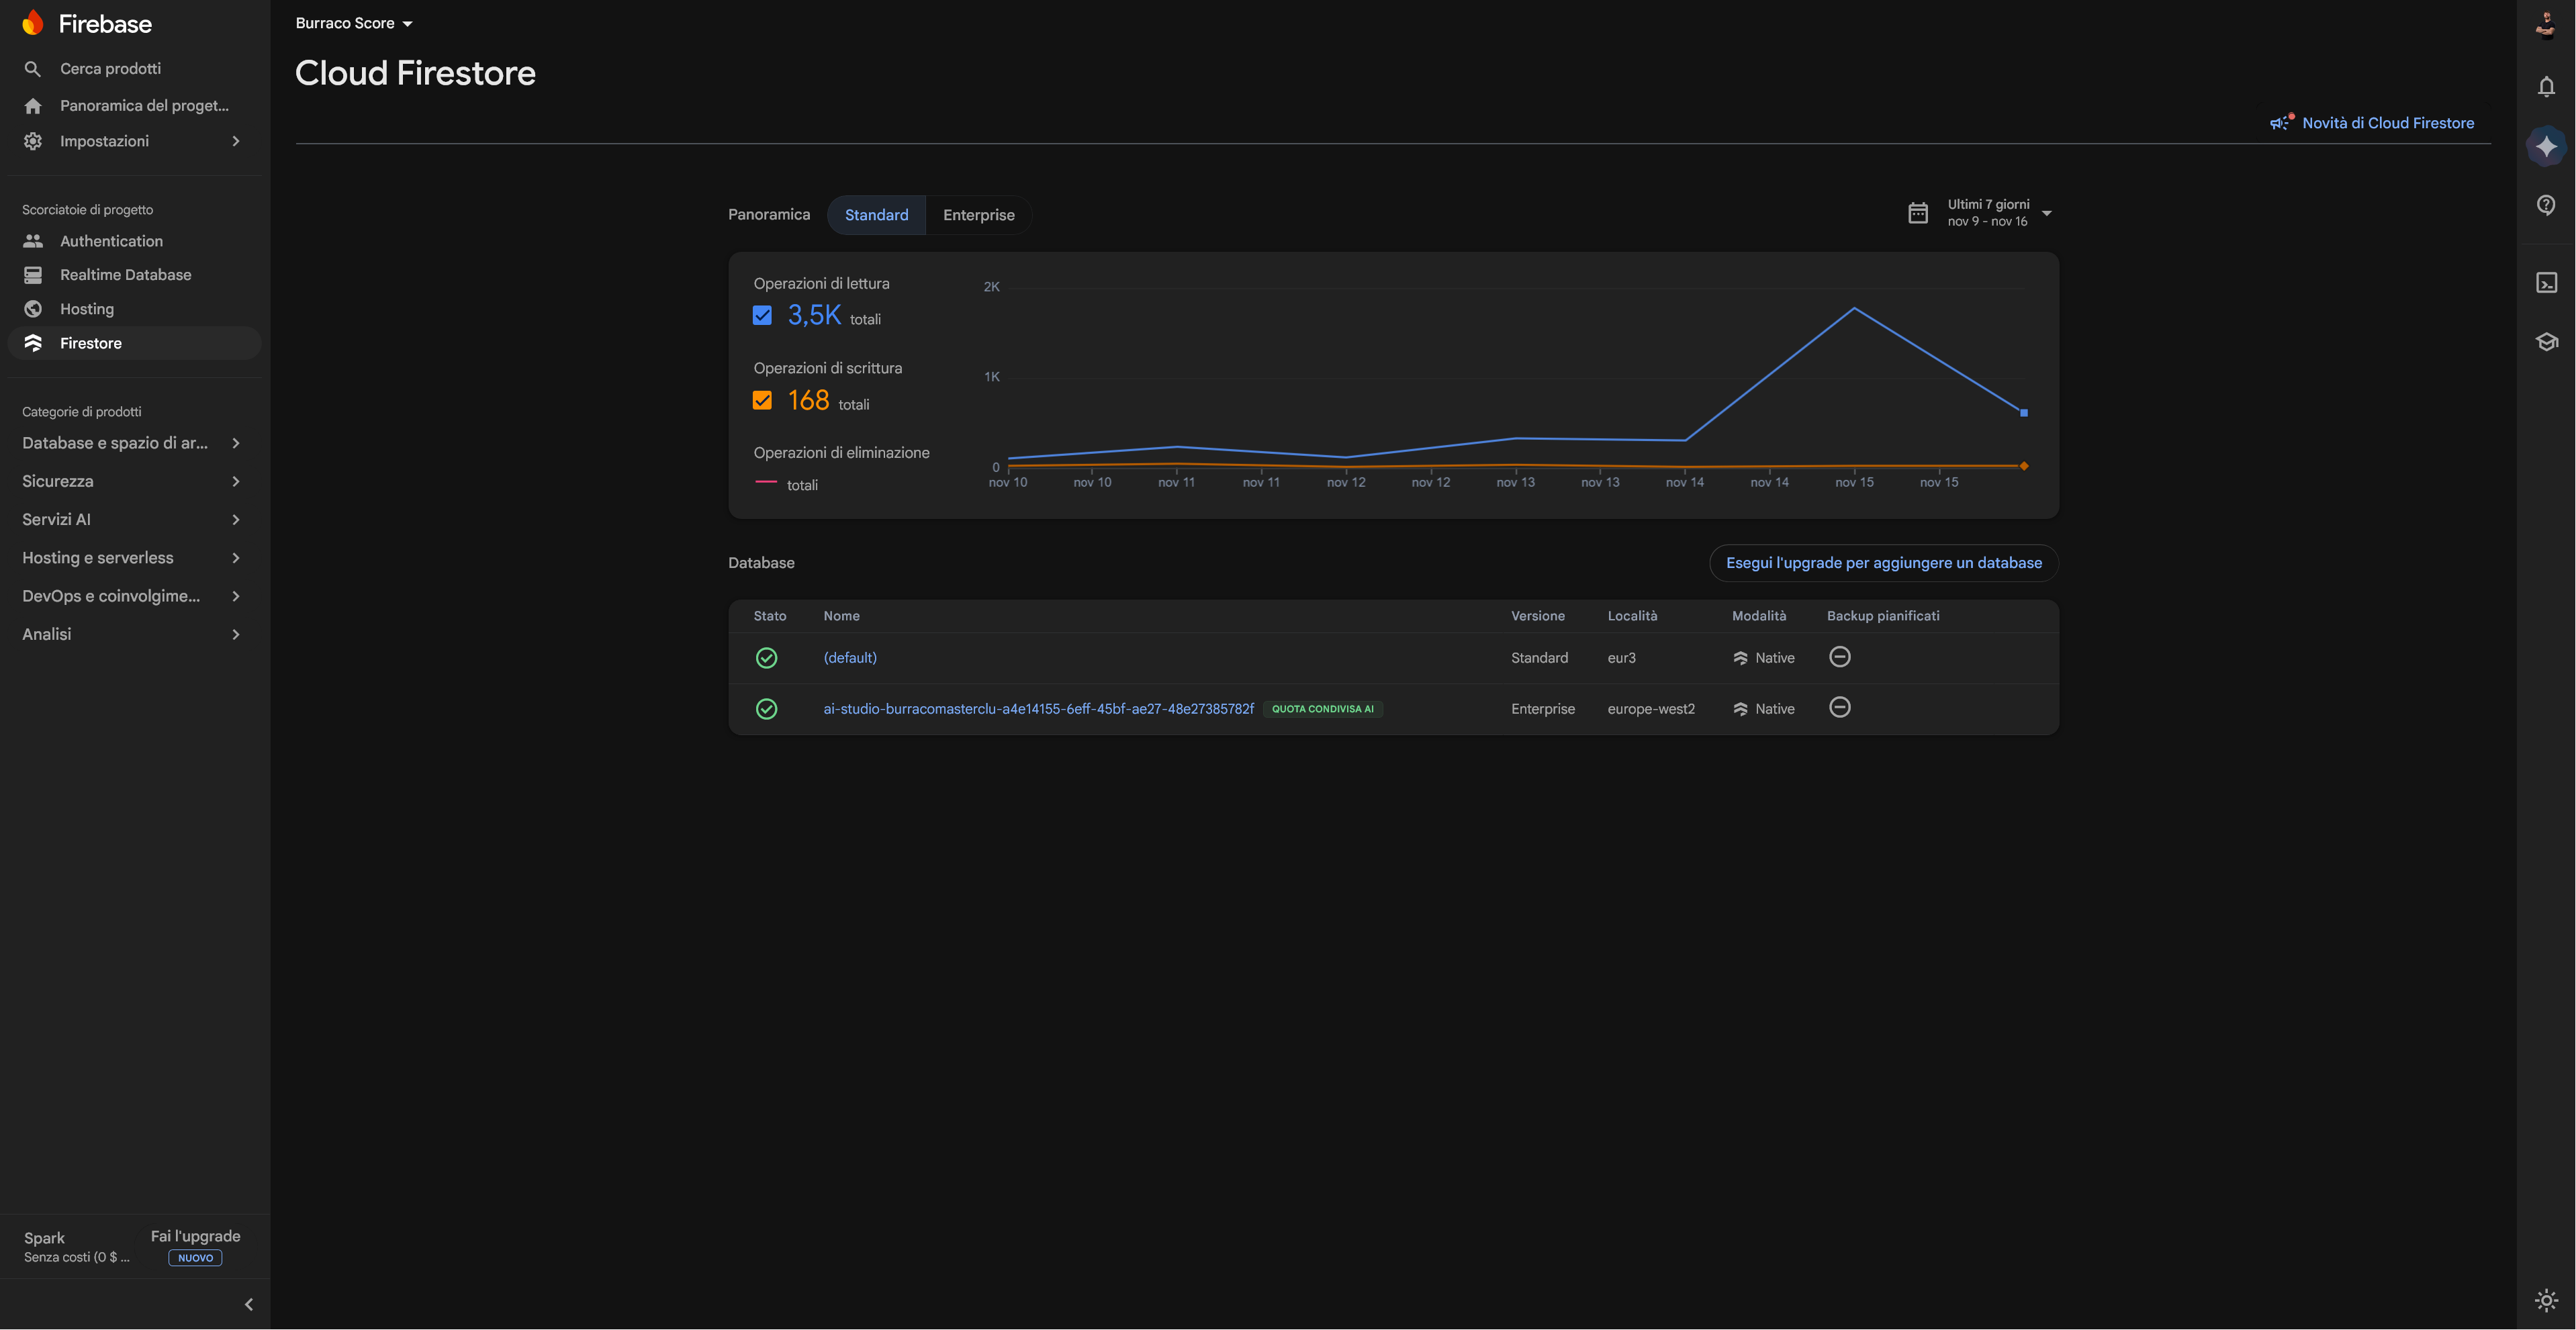 Firebase
Cerca prodotti
Panoramica del proget...
Impostazioni
Scorciatoie di progetto
Authentication
Realtime Database
Hosting
Firestore
Categorie di prodotti
Database e spazio di ar...
Sicurezza
Servizi AI
Hosting e serverless
DevOps e coinvolgime...
Analisi
Spark
Senza costi (0 $ ...
Fai l'upgrade
NUOVO
Burraco Score
Cloud Firestore
Novità di Cloud Firestore
Panoramica
Standard
Enterprise
Ultimi 7 giorni
nov 9 - nov 16
Operazioni di lettura
3,5K totali
Operazioni di scrittura
168 totali
Operazioni di eliminazione
totali
2K
1K
0
nov 10 nov 10 nov 11 nov 11 nov 12 nov 12 nov 13 nov 13 nov 14 nov 14 nov 15 nov 15
Database
Esegui l'upgrade per aggiungere un database
Stato Nome Versione Località Modalità Backup pianificati
(default) Standard eur3 Native
ai-studio-burracomasterclu-a4e14155-6eff-45bf-ae27-48e27385782f QUOTA CONDIVISA AI Enterprise europe-west2 Native